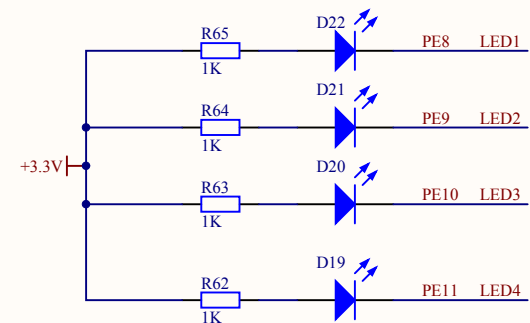 D22
R65
PE8 LED1
1K
D21
R64
PE9 LED2
1K
+3.3V
D20
R63
PE10 LED3
1K
D19
R62
PE11 LED4
1K